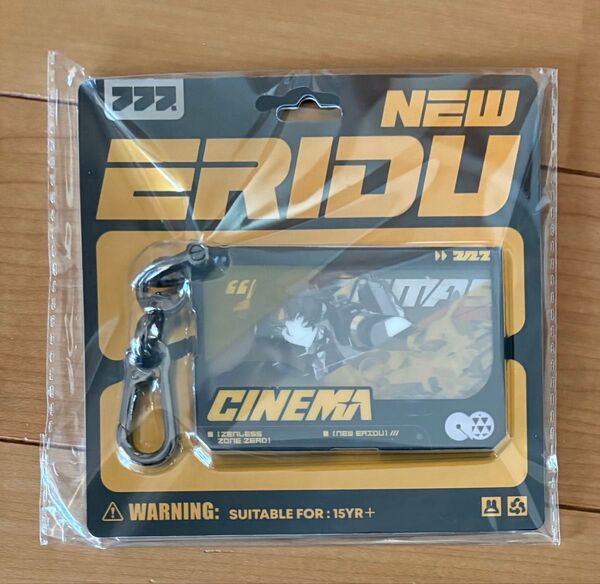 NEW
ERIDU
“
CINEMA
[ZENLESS
ZONE ZERO]
[NEW ERIDU] ///
WARNING: SUITABLE FOR : 15YR+